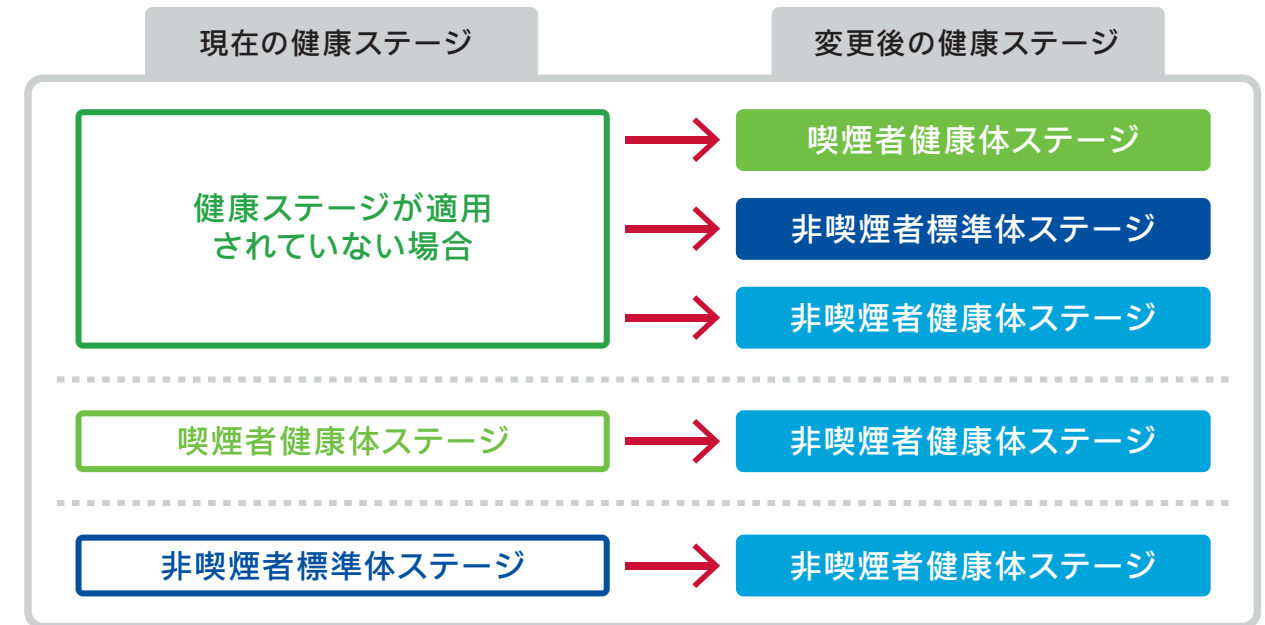 現在の健康ステージ
変更後の健康ステージ
健康ステージが適用
されていない場合
喫煙者健康体ステージ
非喫煙者標準体ステージ
非喫煙者健康体ステージ
喫煙者健康体ステージ
非喫煙者健康体ステージ
非喫煙者標準体ステージ
非喫煙者健康体ステージ